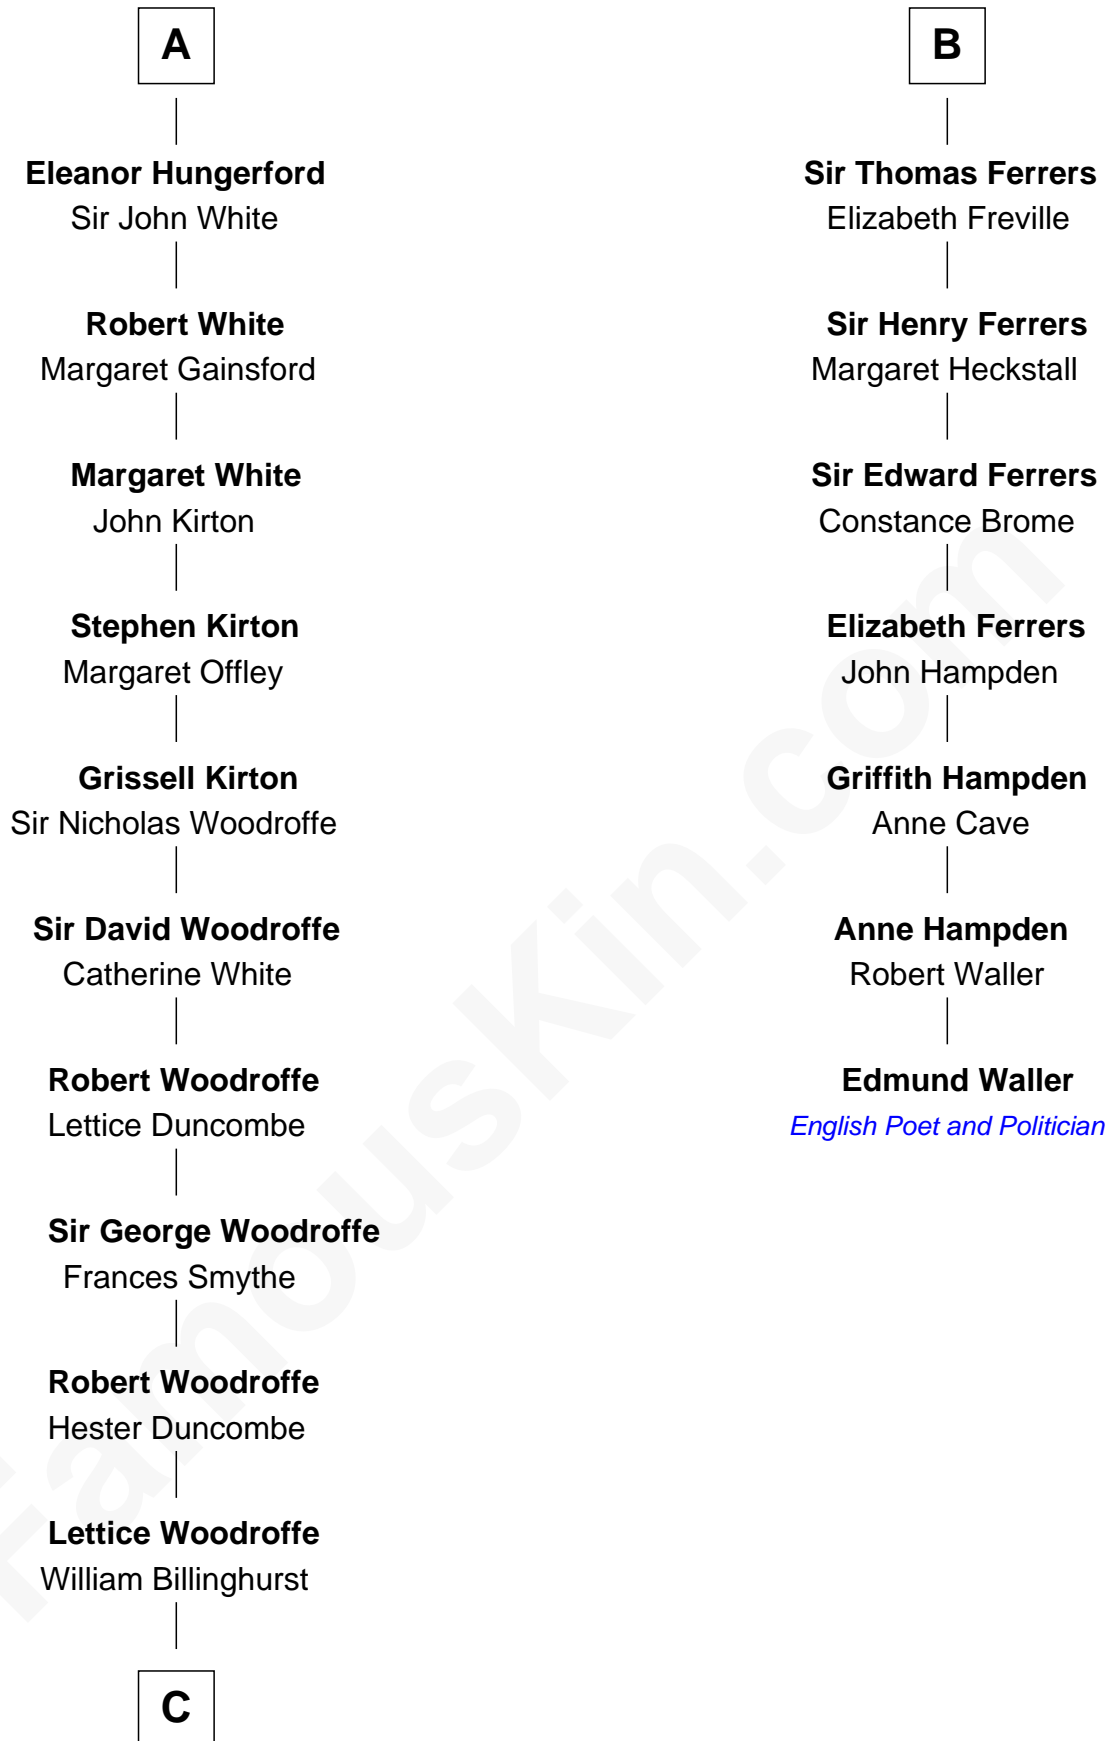 A
Eleanor Hungerford
Sir John White
Robert White
Margaret Gainsford
Margaret White
John Kirton
Stephen Kirton
Margaret Offley
Grissell Kirton
Sir Nicholas Woodroffe
Sir David Woodroffe
Catherine White
Robert Woodroffe
Lettice Duncombe
Sir George Woodroffe
Frances Smythe
Robert Woodroffe
Hester Duncombe
Lettice Woodroffe
William Billinghurst
C
B
Sir Thomas Ferrers
Elizabeth Freville
Sir Henry Ferrers
Margaret Heckstall
Sir Edward Ferrers
Constance Brome
Elizabeth Ferrers
John Hampden
Griffith Hampden
Anne Cave
Anne Hampden
Robert Waller
Edmund Waller
English Poet and Politician
FamousKin.com